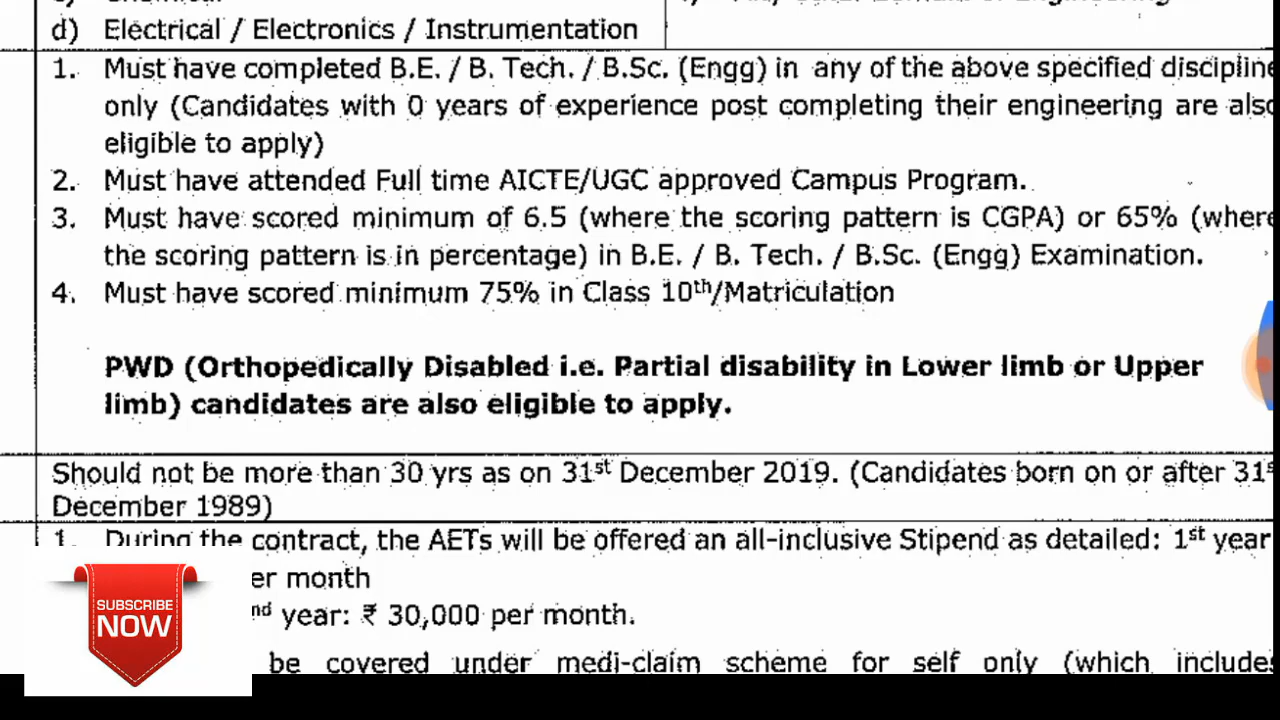 d) Electrical / Electronics / Instrumentation
1. Must have completed B.E. / B. Tech. / B.Sc. (Engg) in any of the above specified discipline
only (Candidates with 0 years of experience post completing their engineering are also
eligible to apply)
2. Must have attended Full time AICTE/UGC approved Campus Program.
3. Must have scored minimum of 6.5 (where the scoring pattern is CGPA) or 65% (where
the scoring pattern is in percentage) in B.E. / B. Tech. / B.Sc. (Engg) Examination.
4. Must have scored minimum 75% in Class 10th/Matriculation
PWD (Orthopedically Disabled i.e. Partial disability in Lower limb or Upper
limb) candidates are also eligible to apply.
Should not be more than 30 yrs as on 31st December 2019. (Candidates born on or after 31s
December 1989)
1. During the contract, the AETs will be offered an all-inclusive Stipend as detailed: 1st year
er month
nd year: ₹ 30,000 per month.
be covered under medi-claim scheme for self only (which includes
SUBSCRIBE
NOW